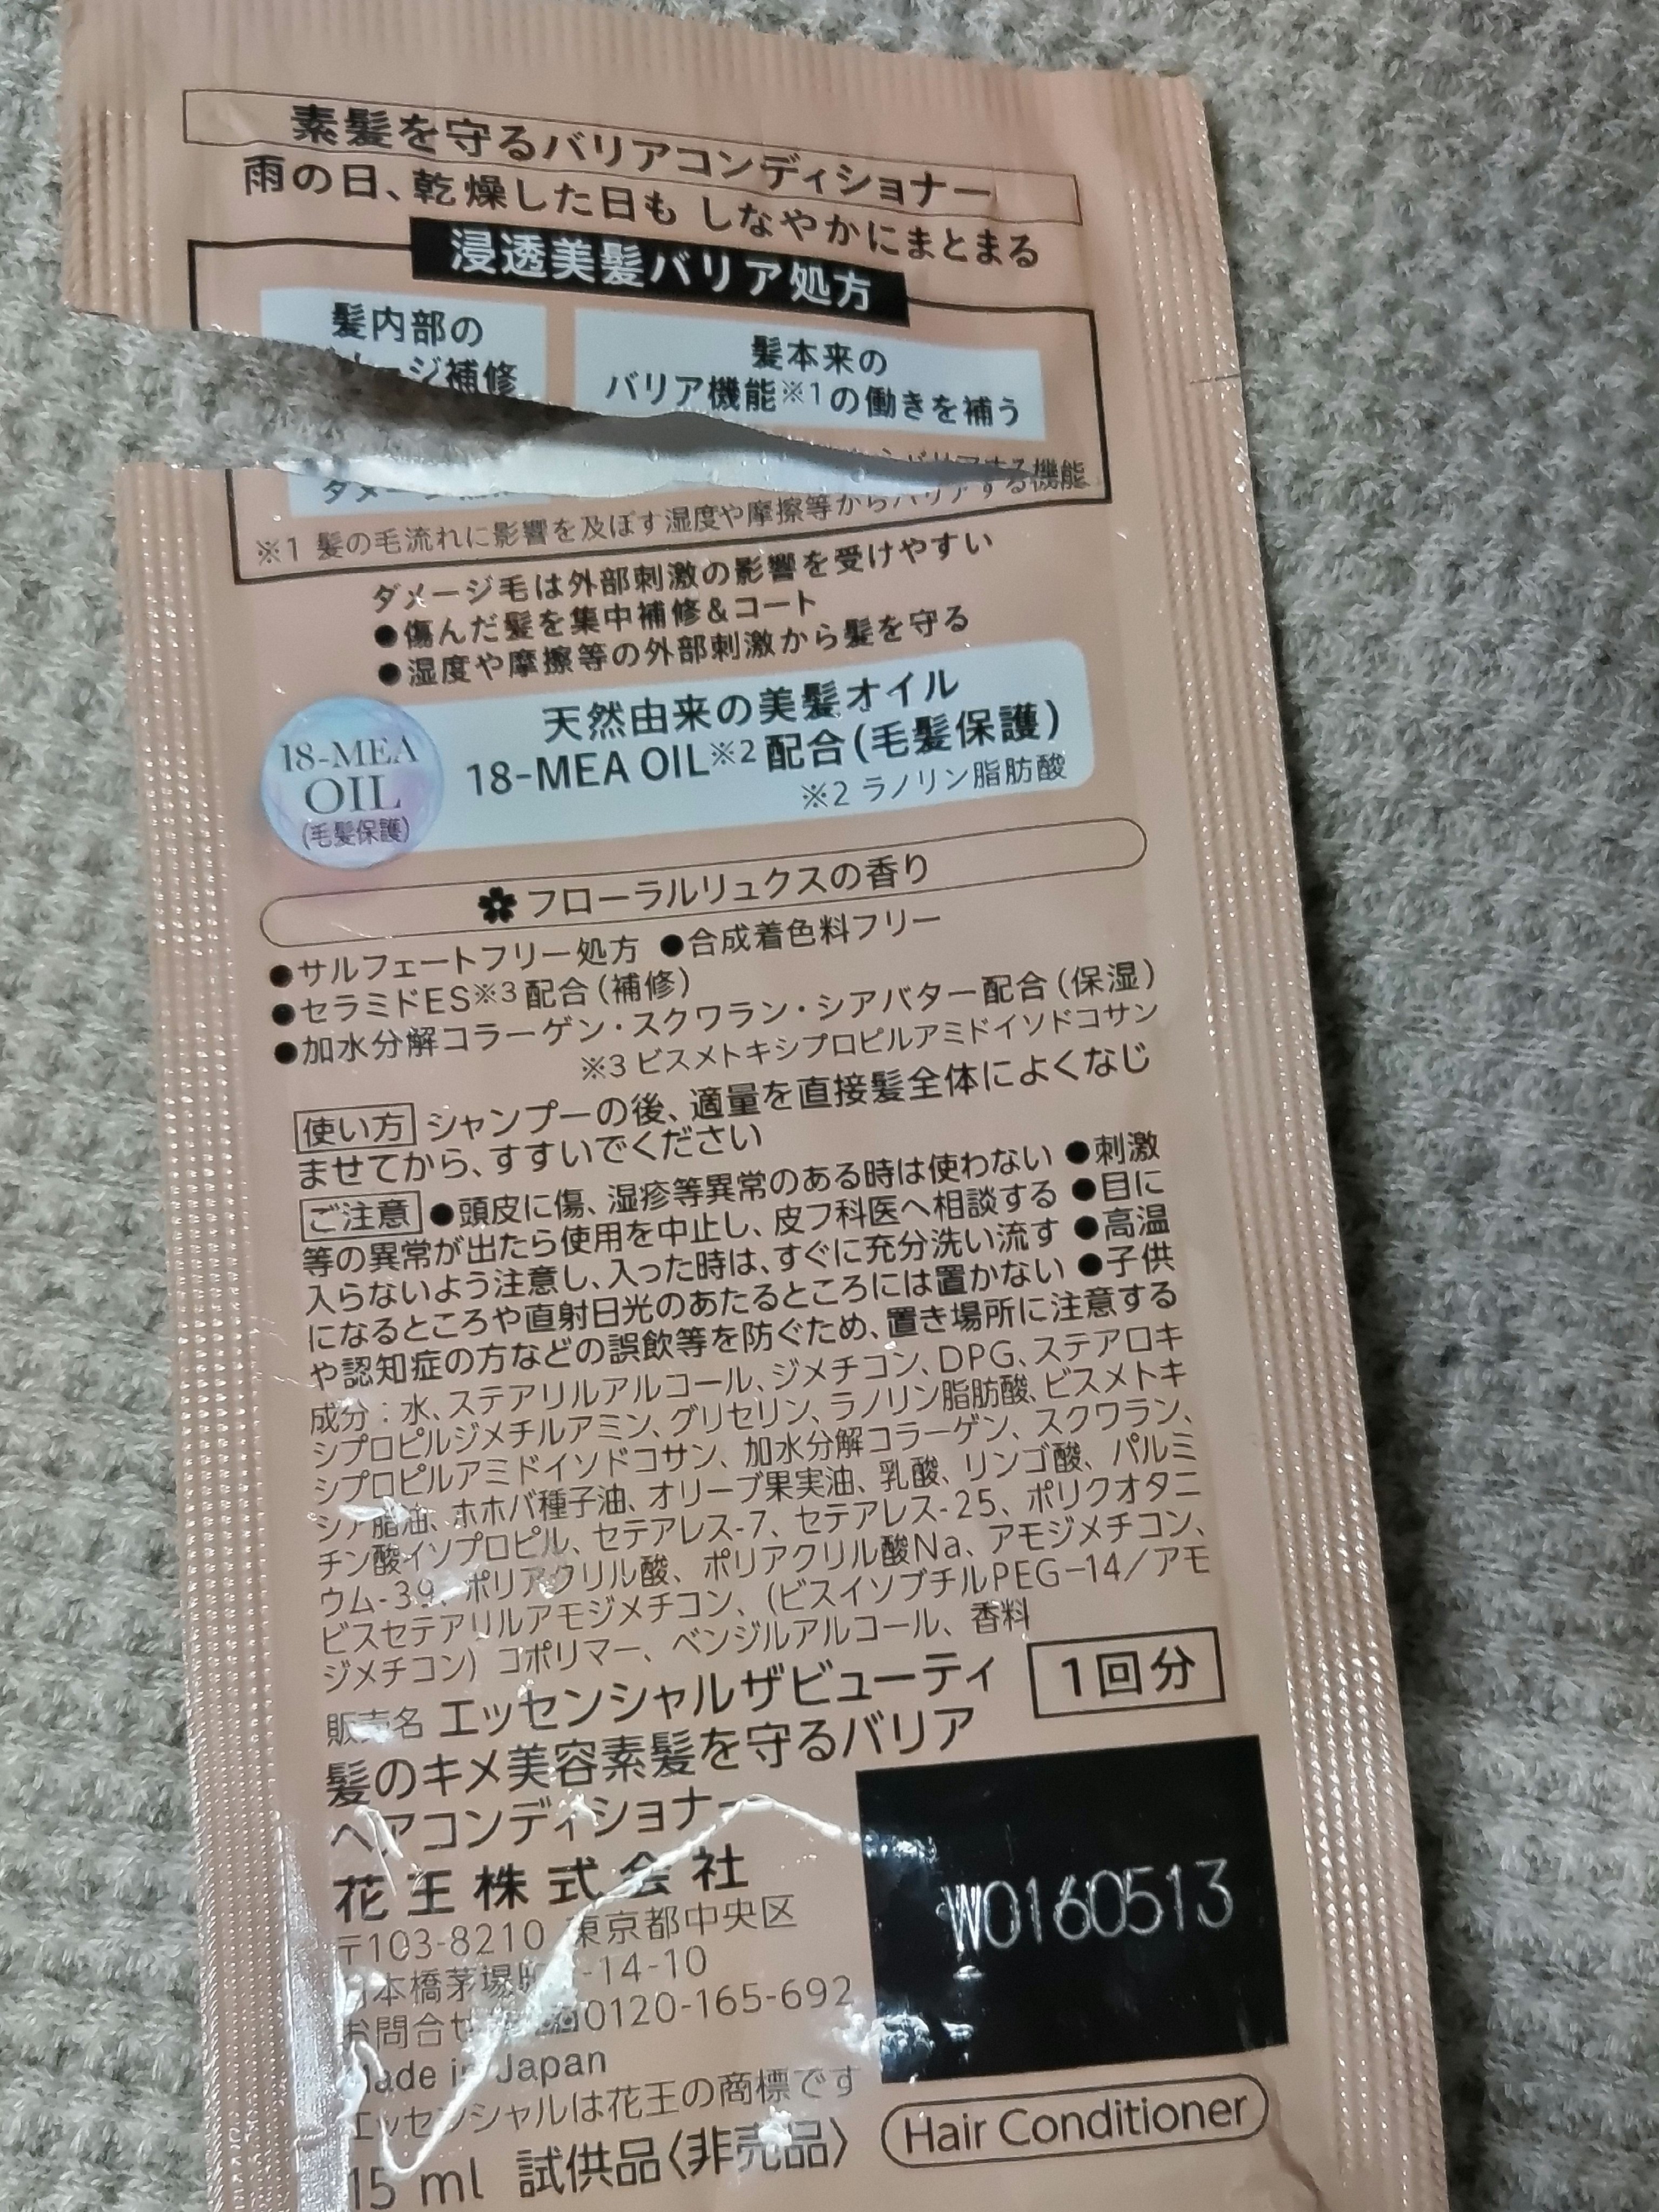 素髪を守るバリアコンディショナー
雨の日、乾燥した日も しなやかにまとまる
浸透美髪バリア処方
髪内部の
ージ補修
髪本来の
バリア機能※1の働きを補う
※1 髪の毛流れに影響を及ぼす湿度や摩擦等からバリアする機能
ダメージ毛は外部刺激の影響を受けやすい
●傷んだ髪を集中補修&コート
●湿度や摩擦等の外部刺激から髪を守る
18-MEA
OIL
(毛髪保護)
天然由来の美髪オイル
18-MEA OIL※2 配合(毛髪保護)
※2 ラノリン脂肪酸
フローラルリュクスの香り
●サルフェートフリー処方 ●合成着色料フリー
●セラミドES※3 配合(補修)
●加水分解コラーゲン・スクワラン・シアバター配合(保湿)
※3 ビスメトキシプロピルアミドイソドコサン
使い方 シャンプーの後、適量を直接髪全体によくなじ
ませてから、すすいでください
ご注意 ●頭皮に傷、湿疹等異常のある時は使わない ●刺激
等の異常が出たら使用を中止し、皮フ科医へ相談する ●目に
入らないよう注意し、入った時は、すぐに充分洗い流す ●高温
になるところや直射日光のあたるところには置かない ●子供
や認知症の方などの誤飲等を防ぐため、置き場所に注意する
成分：水、ステアリルアルコール、ジメチコン、DPG、ステアロキ
シプロピルジメチルアミン、グリセリン、ラノリン脂肪酸、ビスメトキ
シプロピルアミドイソドコサン、加水分解コラーゲン、スクワラン、
シア脂油、ホホバ種子油、オリーブ果実油、乳酸、リンゴ酸、パルミ
チン酸イソプロピル、セテアレス-7、セテアレス-25、ポリクオタニ
ウム-39、ポリアクリル酸、ポリアクリル酸Na、アモジメチコン、
ビスセテアリルアモジメチコン、(ビスイソブチルPEG-14／アモ
ジメチコン)コポリマー、ベンジルアルコール、香料
販売名 エッセンシャルザビューティ
髪のキメ美容素髪を守るバリア
ヘアコンディショナー
1回分
花王株式会社
〒103-8210 東京都中央区
日本橋茅場町 -14-10
お問合せ 0120-165-692
Made in Japan
エッセンシャルは花王の商標です
W0160513
15 ml 試供品〈非売品〉
Hair Conditioner